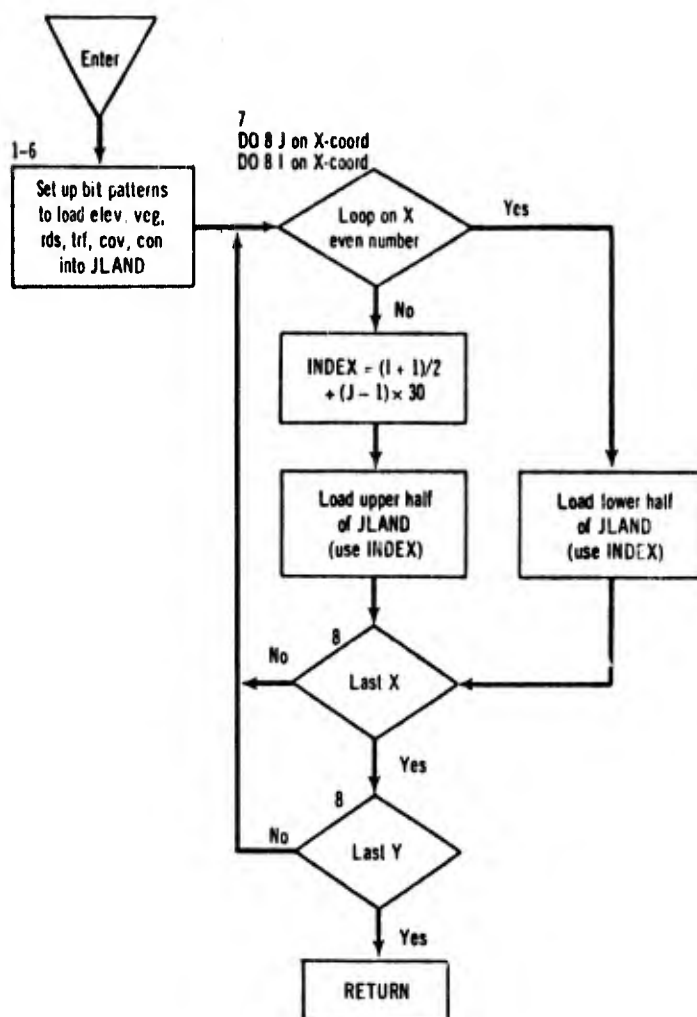 Enter
1-6
Set up bit patterns
to load elev, veg,
rds, trf, cov, con
into JLAND
7
DO 8 J on X-coord
DO 8 I on X-coord
Loop on X
even number
Yes
No
INDEX = (I + 1)/2
+ (J - 1) × 30
Load upper half
of JLAND
(use INDEX)
Load lower half
of JLAND
(use INDEX)
8
No
Last X
Yes
8
No
Last Y
Yes
RETURN